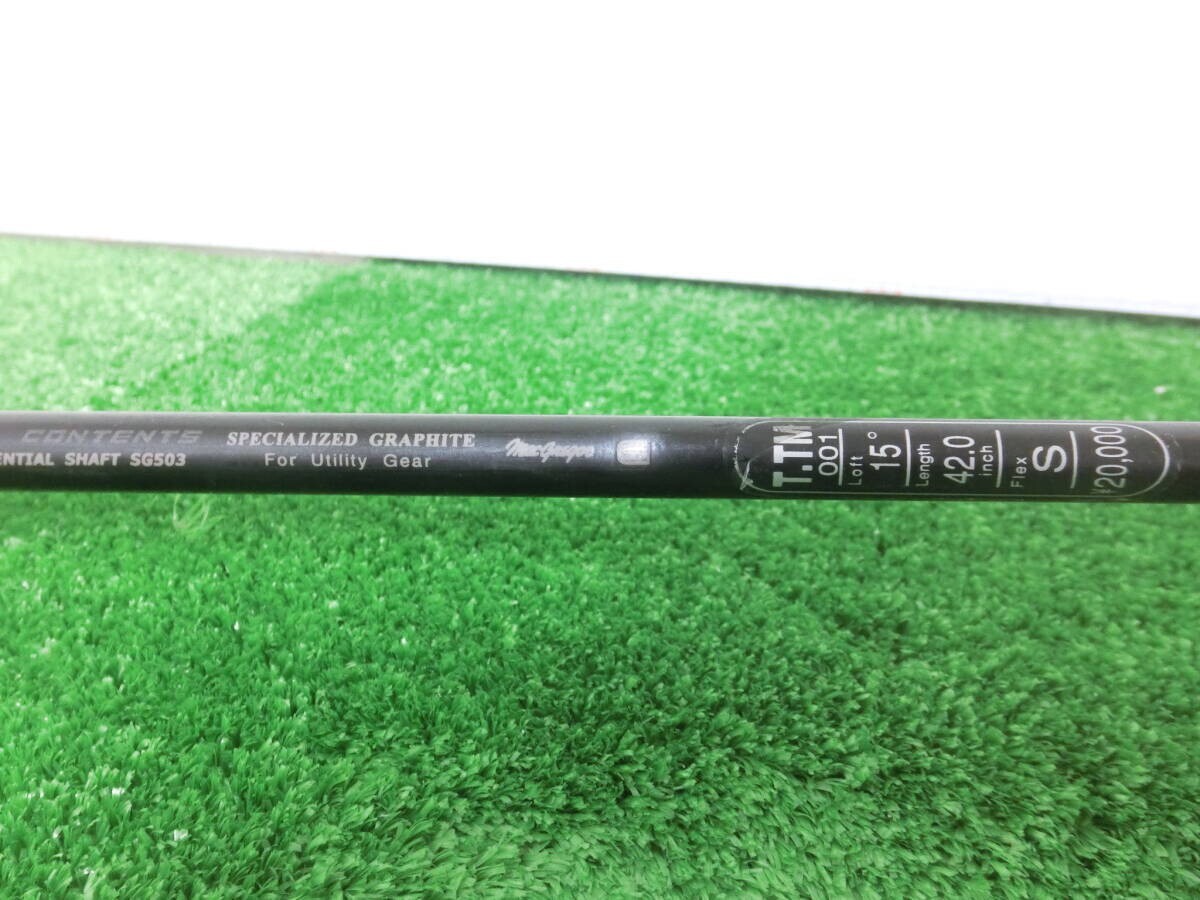 CONTENTS
ENTIAL SHAFT SG503
SPECIALIZED GRAPHITE
For Utility Gear
MacGregor
T.TM
001
Loft
15°
Length
42.0
inch
Flex
S
¥20,000